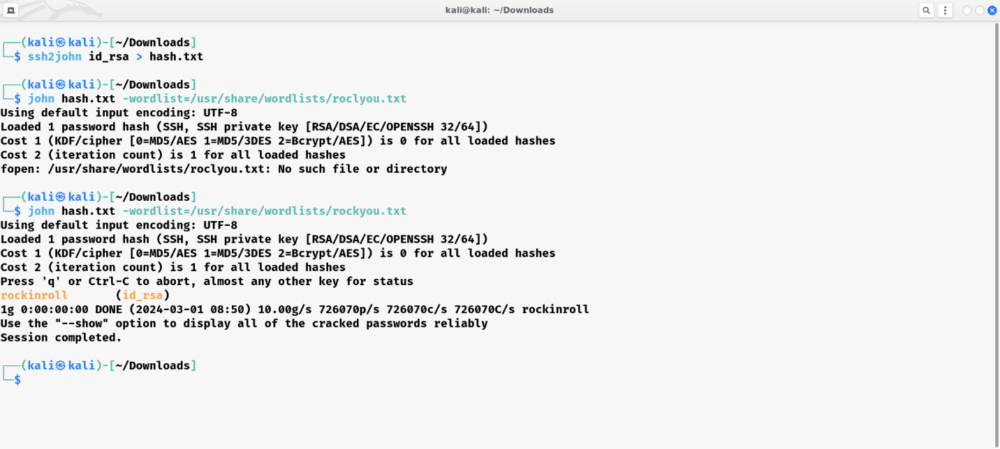 kali@kali: ~/Downloads
┌──(kali㉿kali)-[~/Downloads]
└─$ ssh2john id_rsa > hash.txt
┌──(kali㉿kali)-[~/Downloads]
└─$ john hash.txt -wordlist=/usr/share/wordlists/roclyou.txt
Using default input encoding: UTF-8
Loaded 1 password hash (SSH, SSH private key [RSA/DSA/EC/OPENSSH 32/64])
Cost 1 (KDF/cipher [0=MD5/AES 1=MD5/3DES 2=Bcrypt/AES]) is 0 for all loaded hashes
Cost 2 (iteration count) is 1 for all loaded hashes
fopen: /usr/share/wordlists/roclyou.txt: No such file or directory
┌──(kali㉿kali)-[~/Downloads]
└─$ john hash.txt -wordlist=/usr/share/wordlists/rockyou.txt
Using default input encoding: UTF-8
Loaded 1 password hash (SSH, SSH private key [RSA/DSA/EC/OPENSSH 32/64])
Cost 1 (KDF/cipher [0=MD5/AES 1=MD5/3DES 2=Bcrypt/AES]) is 0 for all loaded hashes
Cost 2 (iteration count) is 1 for all loaded hashes
Press 'q' or Ctrl-C to abort, almost any other key for status
rockinroll       (id_rsa)
1g 0:00:00:00 DONE (2024-03-01 08:50) 10.00g/s 726070p/s 726070c/s 726070C/s rockinroll
Use the "--show" option to display all of the cracked passwords reliably
Session completed.
┌──(kali㉿kali)-[~/Downloads]
└─$